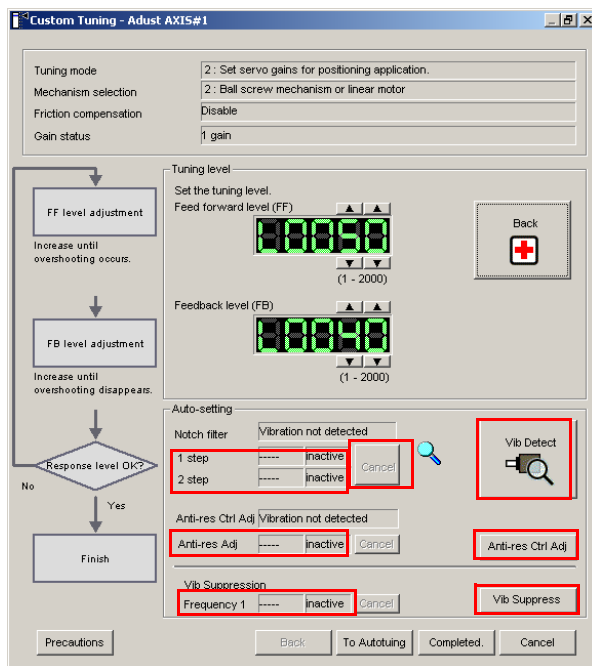 Custom Tuning - Adust AXIS#1
Tuning mode
2 : Set servo gains for positioning application.
Mechanism selection
2 : Ball screw mechanism or linear motor
Friction compensation
Disable
Gain status
1 gain
FF level adjustment
Increase until
overshooting occurs.
FB level adjustment
Increase until
overshooting disappears.
Response level OK?
No
Yes
Finish
Tuning level
Set the tuning level.
Feed forward level (FF)
L0050
(1 - 2000)
Feedback level (FB)
L0040
(1 - 2000)
Back
Auto-setting
Notch filter
Vibration not detected
1 step
-----
inactive
2 step
-----
inactive
Cancel
Vib Detect
Anti-res Ctrl Adj
Vibration not detected
Anti-res Adj
-----
inactive
Cancel
Anti-res Ctrl Adj
Vib Suppression
Frequency 1
-----
inactive
Cancel
Vib Suppress
Precautions
Back
To Autotuing
Completed.
Cancel